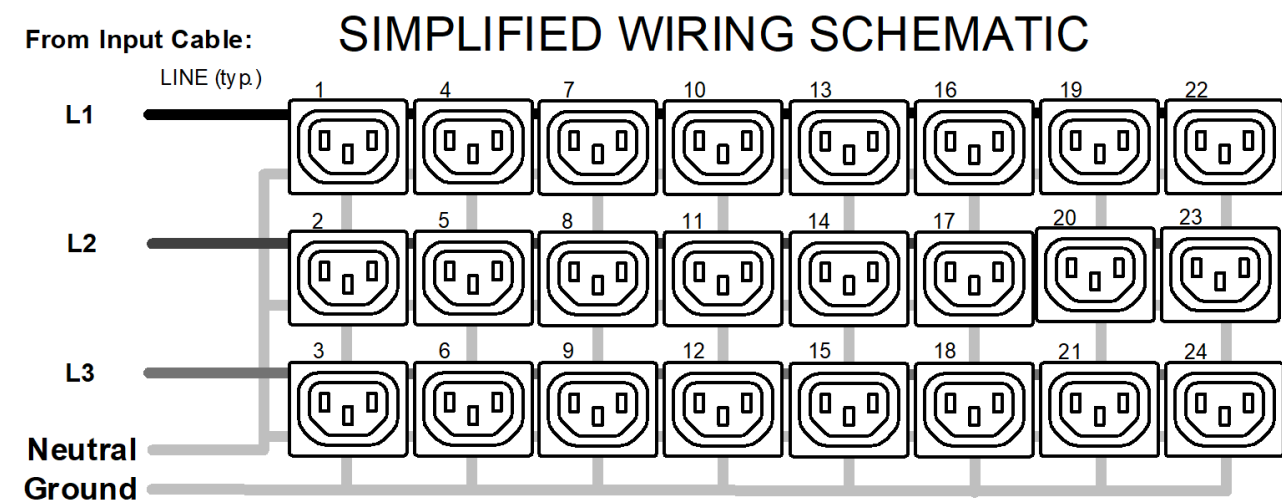 SIMPLIFIED WIRING SCHEMATIC
From Input Cable:
LINE (typ.)
1 4 7 10 13 16 19 22
L1
2 5 8 11 14 17 20 23
L2
3 6 9 12 15 18 21 24
L3
Neutral
Ground